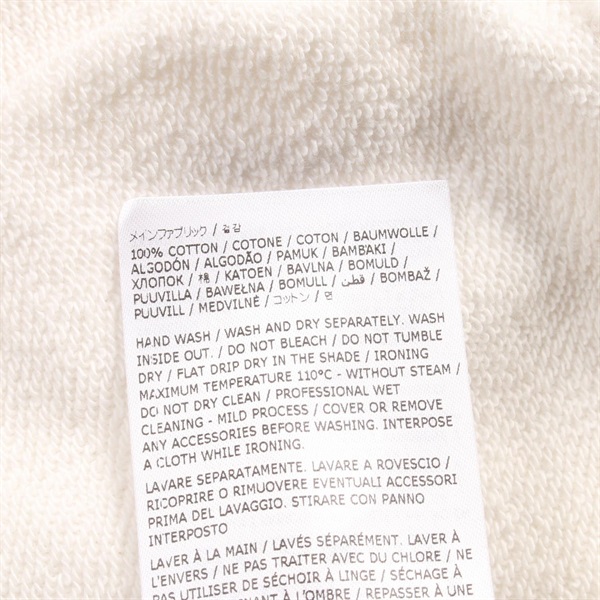 メインファブリック / 겉감
100% COTTON / COTONE / COTON / BAUMWOLLE /
ALGODÓN / ALGODÃO / PAMUK / ΒΑΜΒΑΚΙ /
ХЛОПОК / 棉 / KATOEN / BAVLNA / BOMULD /
PUUVILLA / BAWEŁNA / BOMULL / قطن / BOMBAŽ /
PUUVILL / MEDVILNĖ / コットン / 면
HAND WASH / WASH AND DRY SEPARATELY. WASH
INSIDE OUT. / DO NOT BLEACH / DO NOT TUMBLE
DRY / FLAT DRIP DRY IN THE SHADE / IRONING
MAXIMUM TEMPERATURE 110°C - WITHOUT STEAM /
DO NOT DRY CLEAN / PROFESSIONAL WET
CLEANING - MILD PROCESS / COVER OR REMOVE
ANY ACCESSORIES BEFORE WASHING. INTERPOSE
A CLOTH WHILE IRONING.
LAVARE SEPARATAMENTE. LAVARE A ROVESCIO /
RICOPRIRE O RIMUOVERE EVENTUALI ACCESSORI
PRIMA DEL LAVAGGIO. STIRARE CON PANNO
INTERPOSTO
LAVER À LA MAIN / LAVÉS SÉPARÉMENT. LAVER À
L'ENVERS / NE PAS TRAITER AVEC DU CHLORE / NE
PAS UTILISER DE SÉCHOIR À LINGE / SÉCHAGE À
À L'OMBRE / REPASSER À UNE